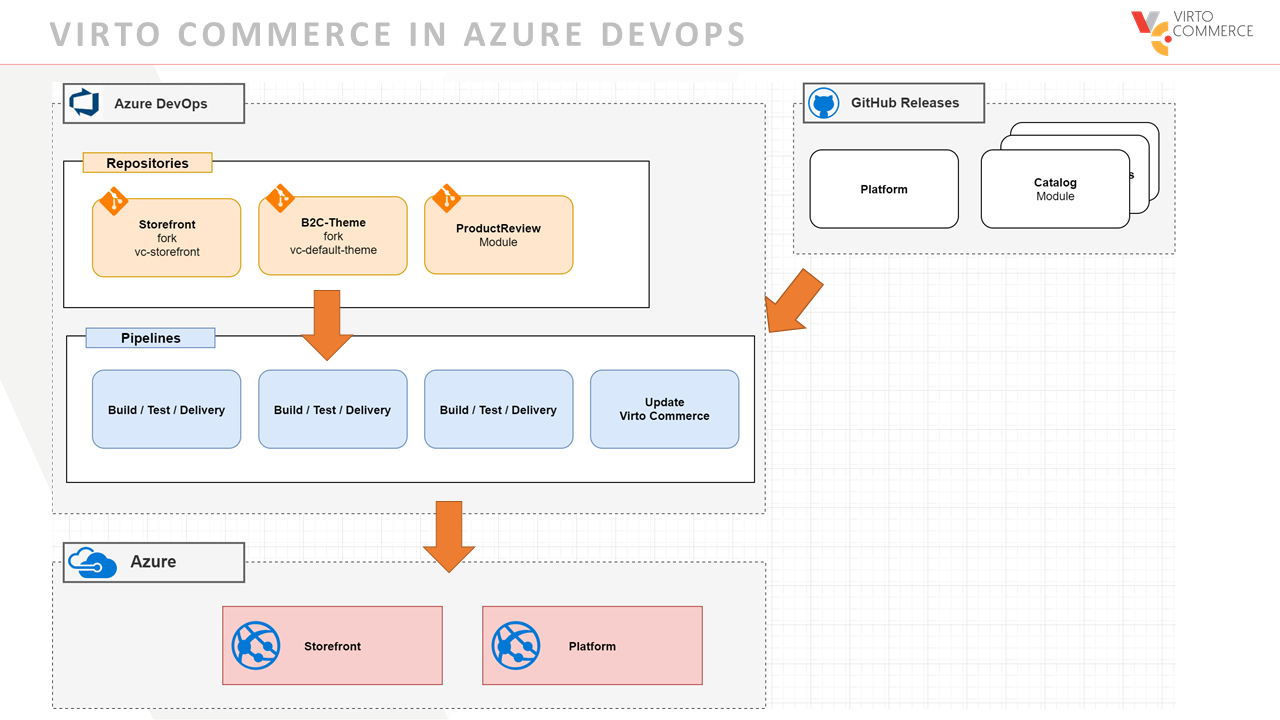 VIRTO COMMERCE IN AZURE DEVOPS
VIRTO
COMMERCE
Azure DevOps
Repositories
Storefront
fork
vc-storefront
B2C-Theme
fork
vc-default-theme
ProductReview
Module
Pipelines
Build / Test / Delivery
Build / Test / Delivery
Build / Test / Delivery
Update
Virto Commerce
GitHub Releases
Platform
Catalog
Module
Azure
Storefront
Platform